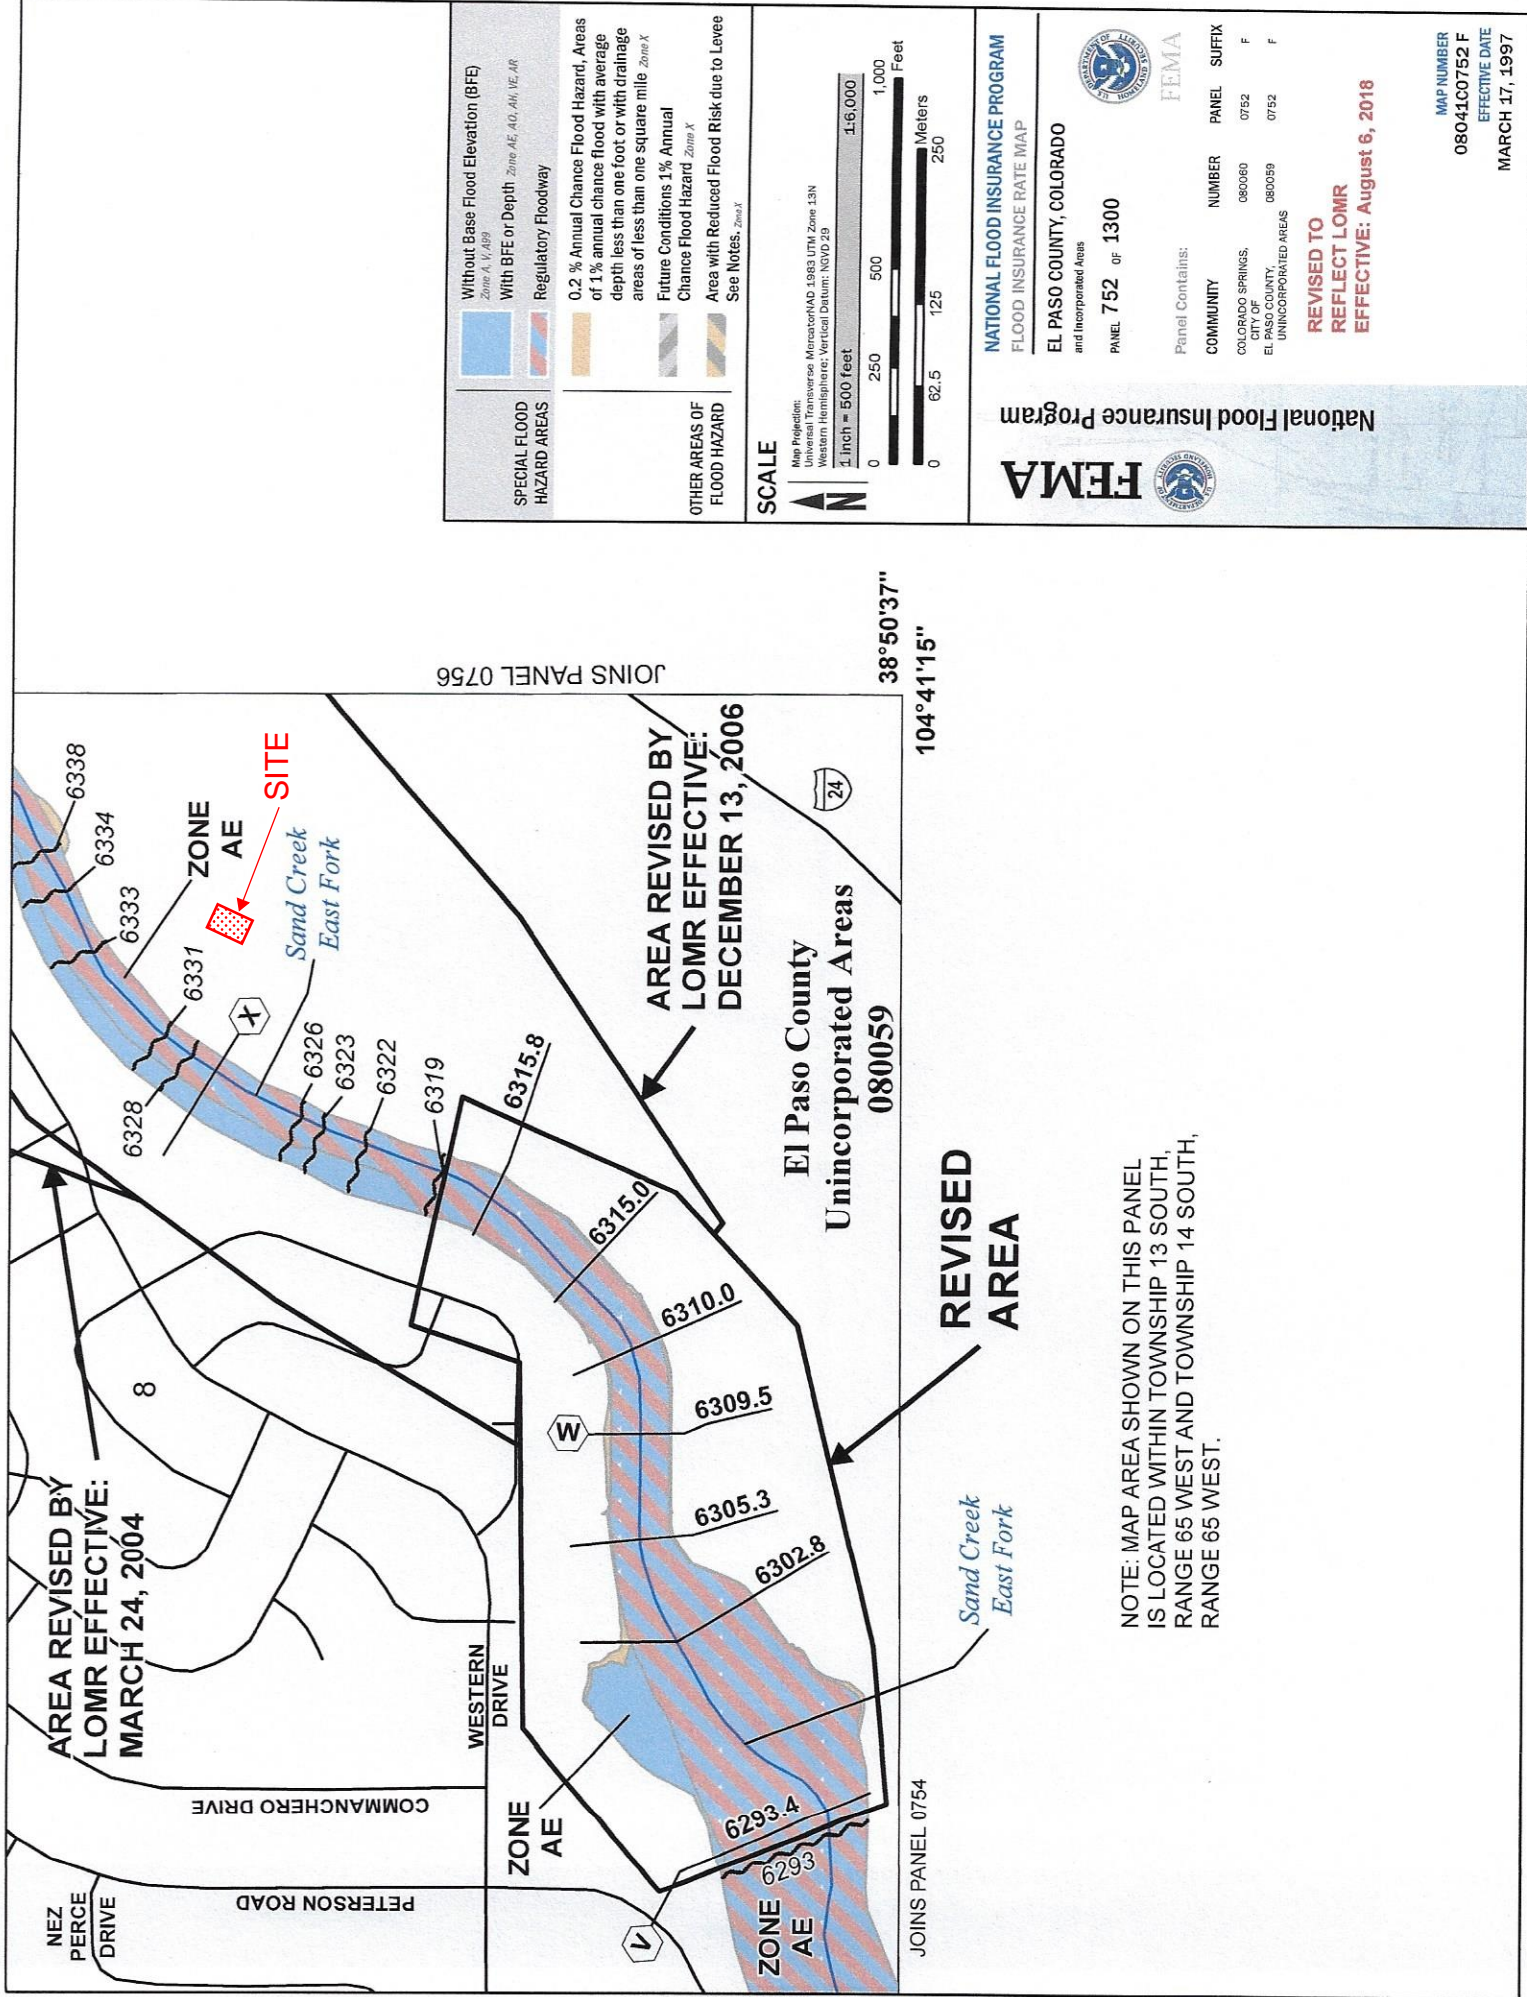 NEZ
PERCE
DRIVE
PETERSON ROAD
COMMANCHERO DRIVE
WESTERN
DRIVE
8
AREA REVISED BY
LOMR EFFECTIVE:
MARCH 24, 2004
ZONE
AE
ZONE
AE
V
6293
6293.4
6302.8
6305.3
W
6309.5
6310.0
6315.0
6315.8
6319
6322
6323
6326
6328
X
6331
6333
6334
6338
ZONE
AE
SITE
Sand Creek
East Fork
AREA REVISED BY
LOMR EFFECTIVE:
DECEMBER 13, 2006
24
El Paso County
Unincorporated Areas
080059
REVISED
AREA
Sand Creek
East Fork
JOINS PANEL 0754
JOINS PANEL 0756
38°50'37"
104°41'15"
NOTE: MAP AREA SHOWN ON THIS PANEL
IS LOCATED WITHIN TOWNSHIP 13 SOUTH,
RANGE 65 WEST AND TOWNSHIP 14 SOUTH,
RANGE 65 WEST.
SPECIAL FLOOD
HAZARD AREAS
Without Base Flood Elevation (BFE)
Zone A, V, A99
With BFE or Depth Zone AE, AO, AH, VE, AR
Regulatory Floodway
OTHER AREAS OF
FLOOD HAZARD
0.2 % Annual Chance Flood Hazard, Areas
of 1% annual chance flood with average
depth less than one foot or with drainage
areas of less than one square mile Zone X
Future Conditions 1% Annual
Chance Flood Hazard Zone X
Area with Reduced Flood Risk due to Levee
See Notes. Zone X
SCALE
N
Map Projection:
Universal Transverse MercatorNAD 1983 UTM Zone 13N
Western Hemisphere; Vertical Datum: NGVD 29
1 inch = 500 feet 1:6,000
0 250 500 1,000
Feet
Meters
0 62.5 125 250
FEMA
U.S. DEPARTMENT OF HOMELAND SECURITY
National Flood Insurance Program
NATIONAL FLOOD INSURANCE PROGRAM
FLOOD INSURANCE RATE MAP
EL PASO COUNTY, COLORADO
and Incorporated Areas
PANEL 752 OF 1300
U.S. DEPARTMENT OF HOMELAND SECURITY
FEMA
Panel Contains:
COMMUNITY NUMBER PANEL SUFFIX
COLORADO SPRINGS, 080060 0752 F
CITY OF
EL PASO COUNTY, 080059 0752 F
UNINCORPORATED AREAS
REVISED TO
REFLECT LOMR
EFFECTIVE: August 6, 2018
MAP NUMBER
08041C0752 F
EFFECTIVE DATE
MARCH 17, 1997